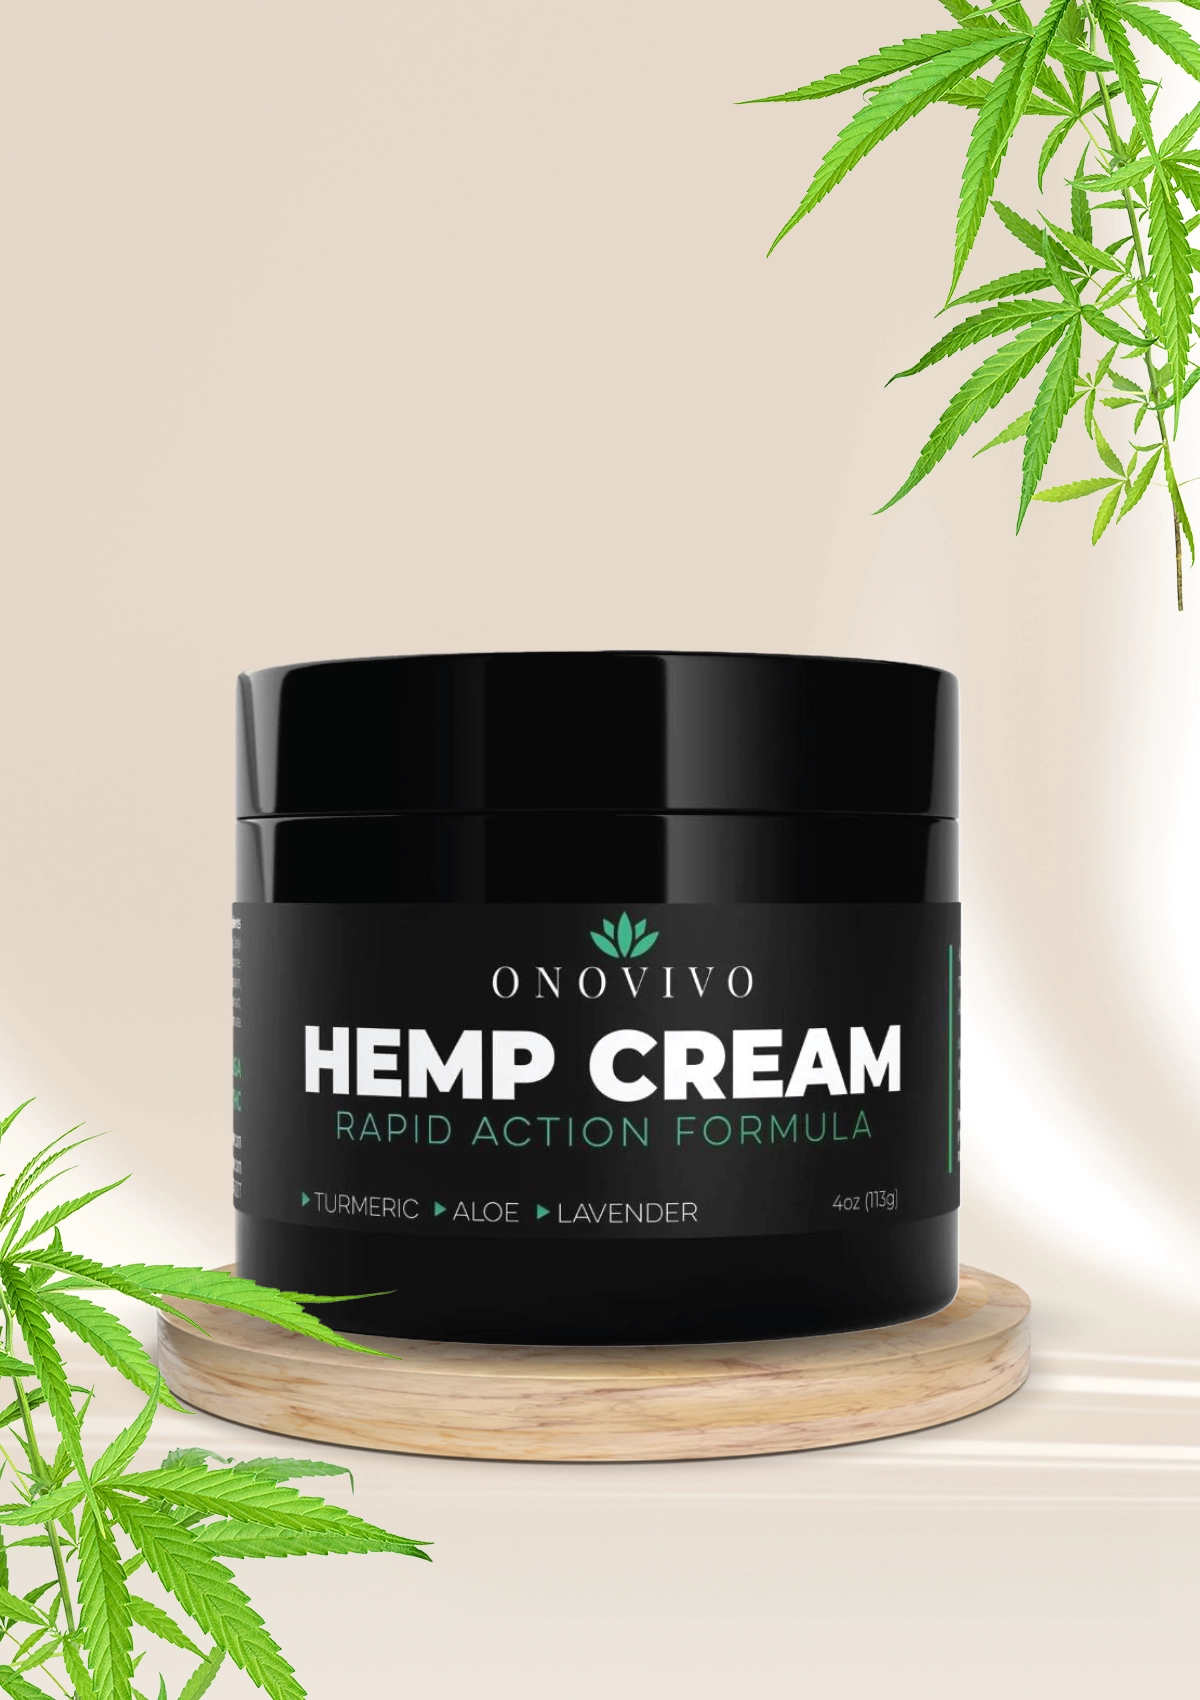 ONOVIVO
HEMP CREAM
RAPID ACTION FORMULA
TURMERIC ALOE LAVENDER
4oz (113g)